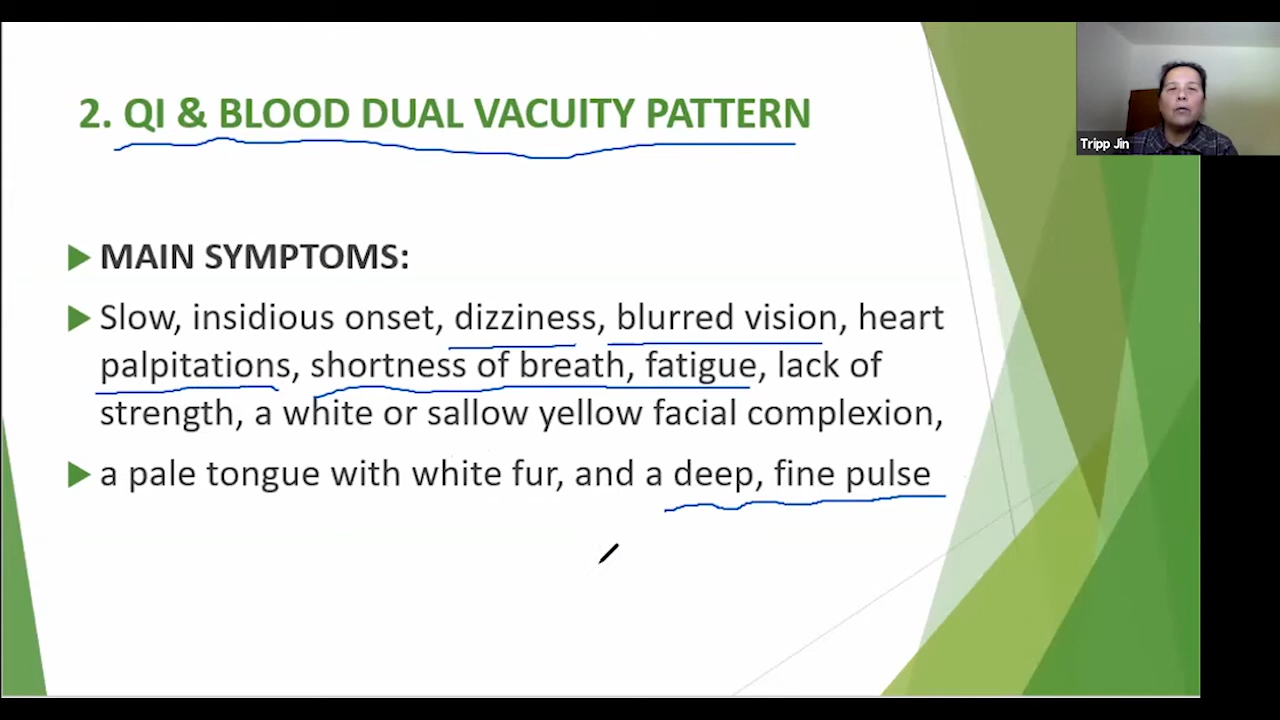 2. QI & BLOOD DUAL VACUITY PATTERN
Tripp Jin
MAIN SYMPTOMS:
Slow, insidious onset, dizziness, blurred vision, heart
palpitations, shortness of breath, fatigue, lack of
strength, a white or sallow yellow facial complexion,
a pale tongue with white fur, and a deep, fine pulse